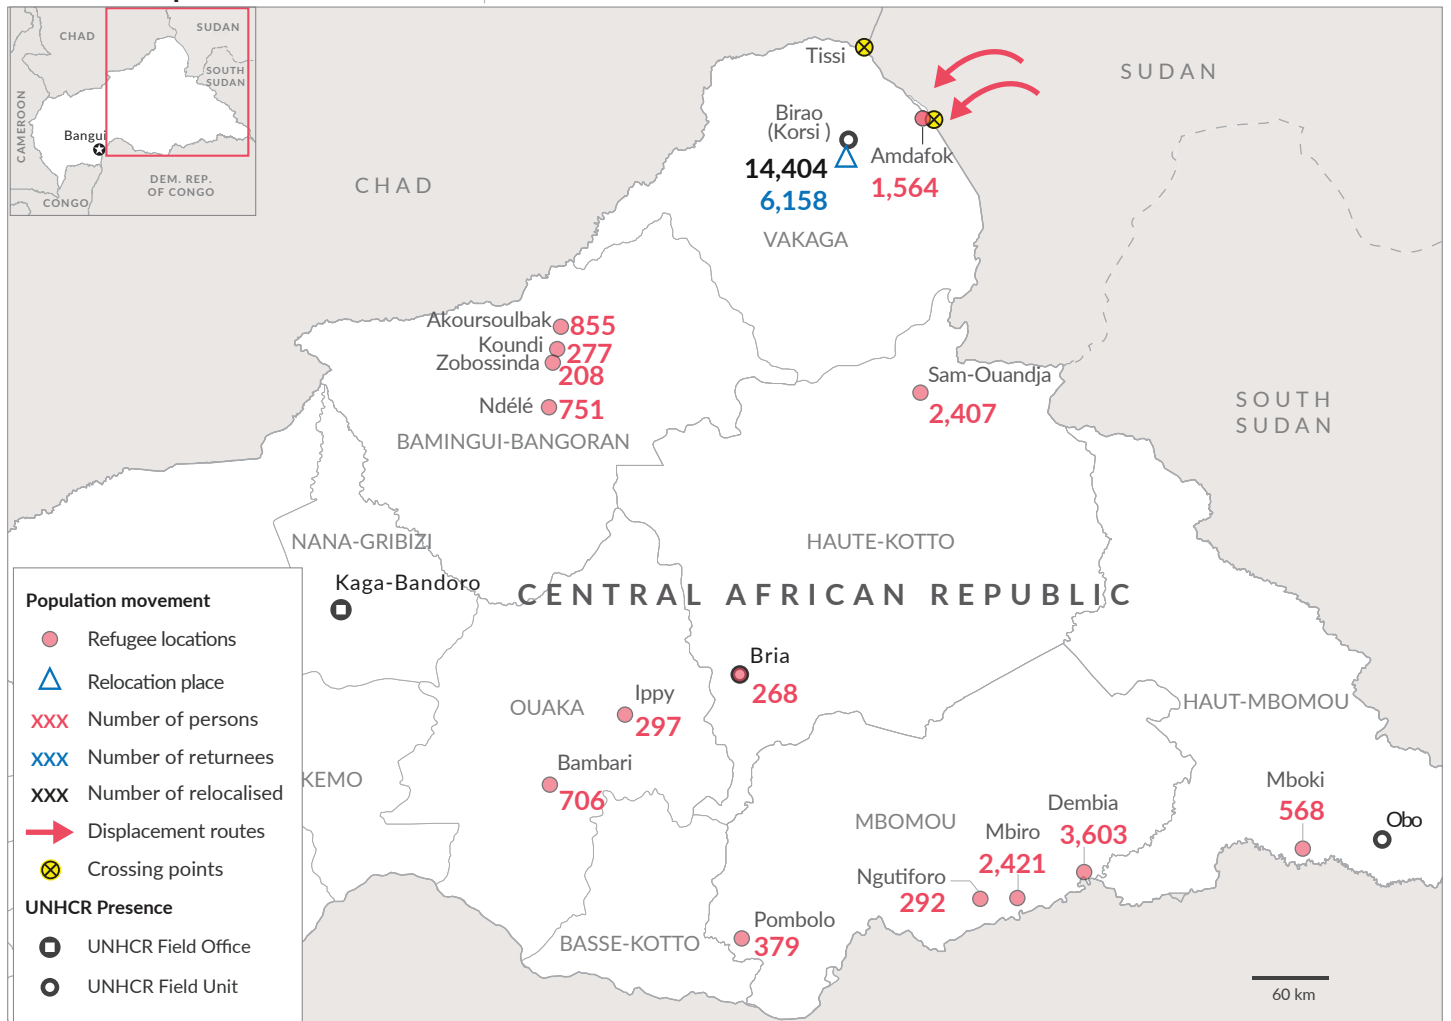 CHAD
SUDAN
SOUTH
SUDAN
CAMEROON
Bangui
DEM. REP.
OF CONGO
CONGO
Tissi
SUDAN
Birao
(Korsi )
14,404
6,158
Amdafok
1,564
VAKAGA
CHAD
Akoursoulbak
855
Koundi
277
Zobossinda
208
Ndélé
751
BAMINGUI-BANGORAN
Sam-Ouandja
2,407
SOUTH
SUDAN
NANA-GRIBIZI
HAUTE-KOTTO
Kaga-Bandoro
CENTRAL AFRICAN REPUBLIC
Bria
268
Ippy
297
OUAKA
HAUT-MBOMOU
Bambari
706
KEMO
Mboki
568
Obo
Dembia
3,603
MBOMOU
Mbiro
2,421
Ngutiforo
292
Pombolo
379
BASSE-KOTTO
60 km
Population movement
Refugee locations
Relocation place
XXX Number of persons
XXX Number of returnees
XXX Number of relocalised
Displacement routes
Crossing points
UNHCR Presence
UNHCR Field Office
UNHCR Field Unit